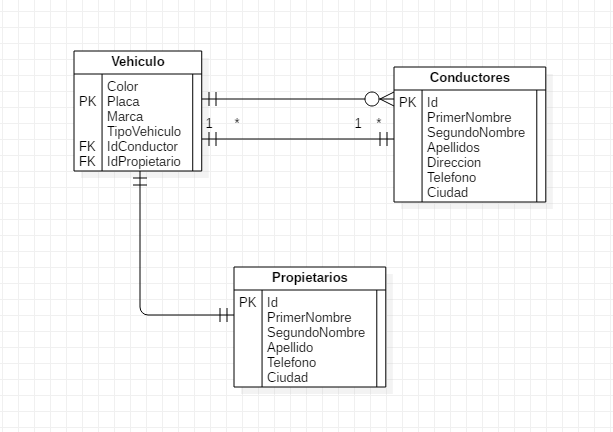 Vehiculo
Color
PK Placa
Marca
TipoVehiculo
FK IdConductor
FK IdPropietario
1 * 1 *
Conductores
PK Id
PrimerNombre
SegundoNombre
Apellidos
Direccion
Telefono
Ciudad
Propietarios
PK Id
PrimerNombre
SegundoNombre
Apellido
Telefono
Ciudad